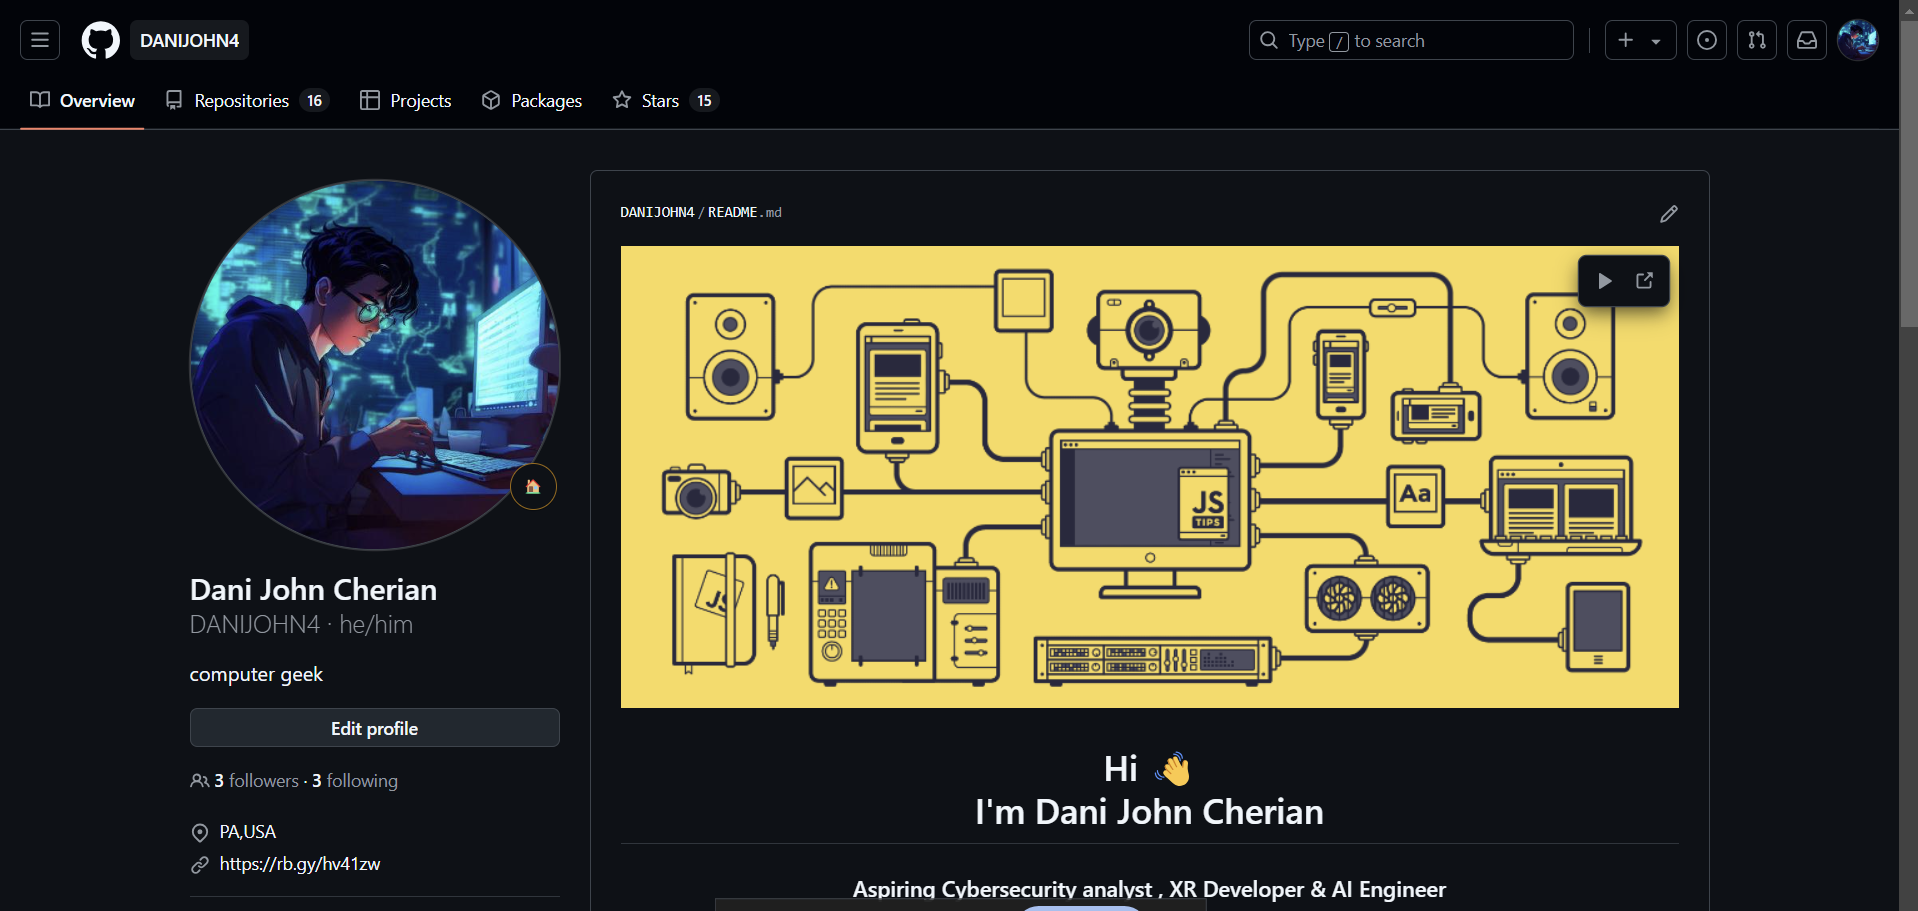 DANIJOHN4
Type / to search
Overview
Repositories 16
Projects
Packages
Stars 15
DANIJOHN4 / README.md
JS
TIPS
Aa
JS
Dani John Cherian
DANIJOHN4 · he/him
computer geek
Edit profile
3 followers · 3 following
PA,USA
https://rb.gy/hv41zw
Hi 👋
I'm Dani John Cherian
Aspiring Cybersecurity analyst , XR Developer & AI Engineer